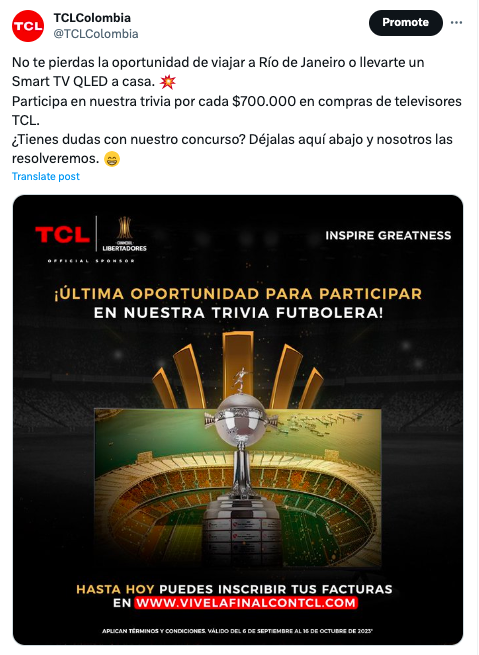 TCLColombia
@TCLColombia
Promote
No te pierdas la oportunidad de viajar a Río de Janeiro o llevarte un
Smart TV QLED a casa. 💥
Participa en nuestra trivia por cada $700.000 en compras de televisores
TCL.
¿Tienes dudas con nuestro concurso? Déjalas aquí abajo y nosotros las
resolveremos. 😁
Translate post
TCL
CONMEBOL
LIBERTADORES
OFFICIAL SPONSOR
INSPIRE GREATNESS
¡ÚLTIMA OPORTUNIDAD PARA PARTICIPAR
EN NUESTRA TRIVIA FUTBOLERA!
HASTA HOY PUEDES INSCRIBIR TUS FACTURAS
EN WWW.VIVELAFINALCONTCL.COM
APLICAN TÉRMINOS Y CONDICIONES. VÁLIDO DEL 6 DE SEPTIEMBRE AL 16 DE OCTUBRE DE 2023*